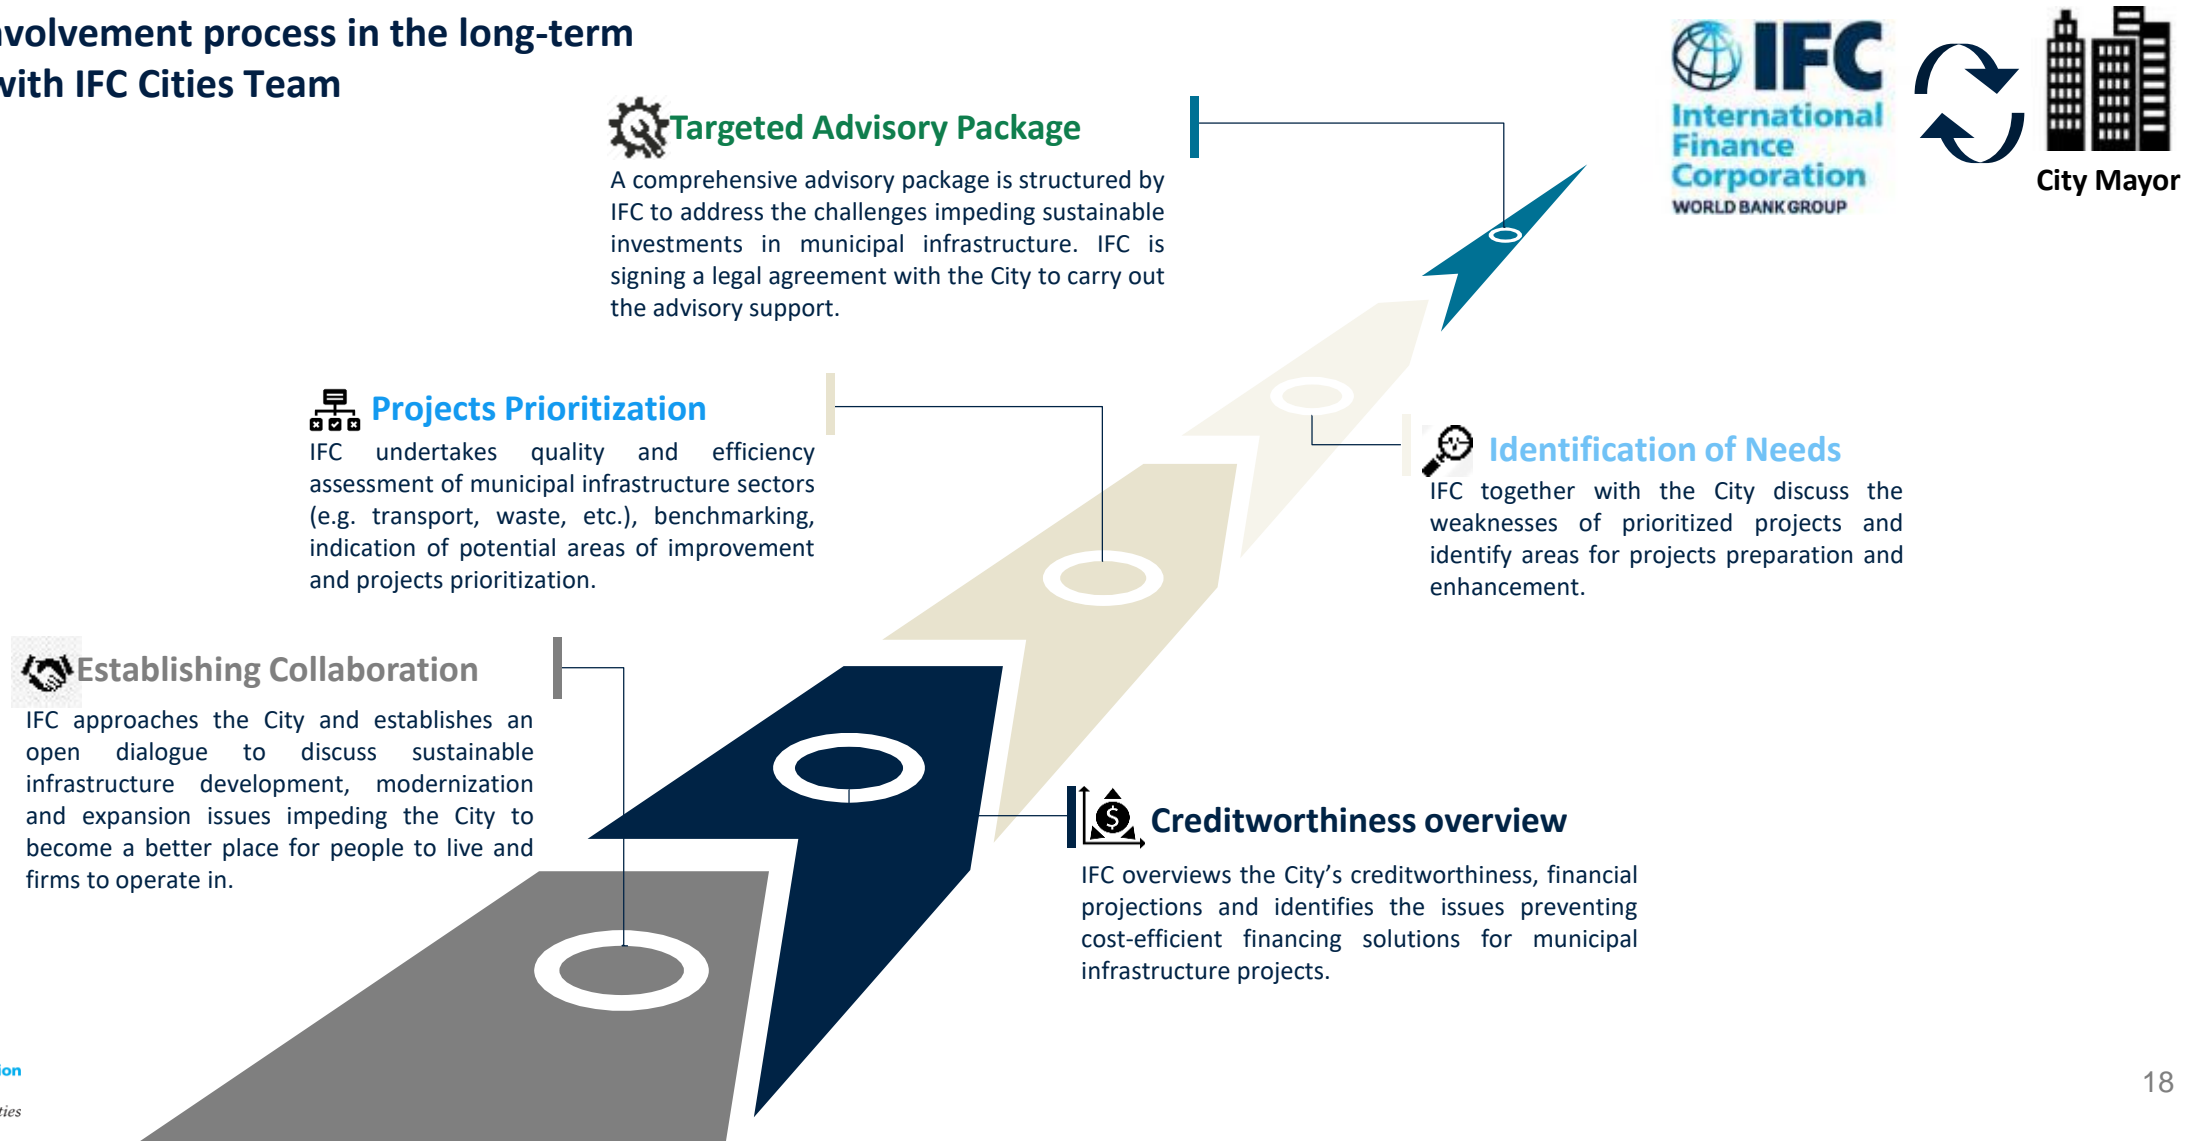 nvolvement process in the long-term
with IFC Cities Team
IFC
International
Finance
Corporation
WORLD BANK GROUP
City Mayor
Targeted Advisory Package
A comprehensive advisory package is structured by
IFC to address the challenges impeding sustainable
investments in municipal infrastructure. IFC is
signing a legal agreement with the City to carry out
the advisory support.
Projects Prioritization
IFC undertakes quality and efficiency
assessment of municipal infrastructure sectors
(e.g. transport, waste, etc.), benchmarking,
indication of potential areas of improvement
and projects prioritization.
Identification of Needs
IFC together with the City discuss the
weaknesses of prioritized projects and
identify areas for projects preparation and
enhancement.
Establishing Collaboration
IFC approaches the City and establishes an
open dialogue to discuss sustainable
infrastructure development, modernization
and expansion issues impeding the City to
become a better place for people to live and
firms to operate in.
$
Creditworthiness overview
IFC overviews the City’s creditworthiness, financial
projections and identifies the issues preventing
cost-efficient financing solutions for municipal
infrastructure projects.
ion
ties
18